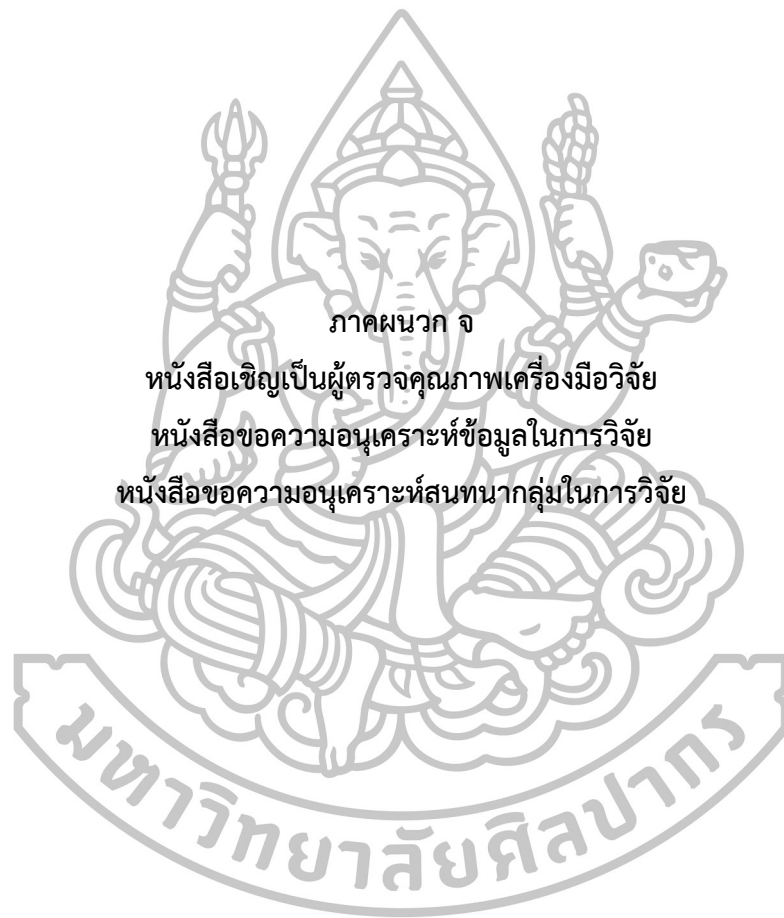 ภาคผนวก จ
หนังสือเชิญเป็นผู้ตรวจคุณภาพเครื่องมือวิจัย
หนังสือขอความอนุเคราะห์ข้อมูลในการวิจัย
หนังสือขอความอนุเคราะห์สนทนากลุ่มในการวิจัย
มหาวิทยาลัยศิลปากร